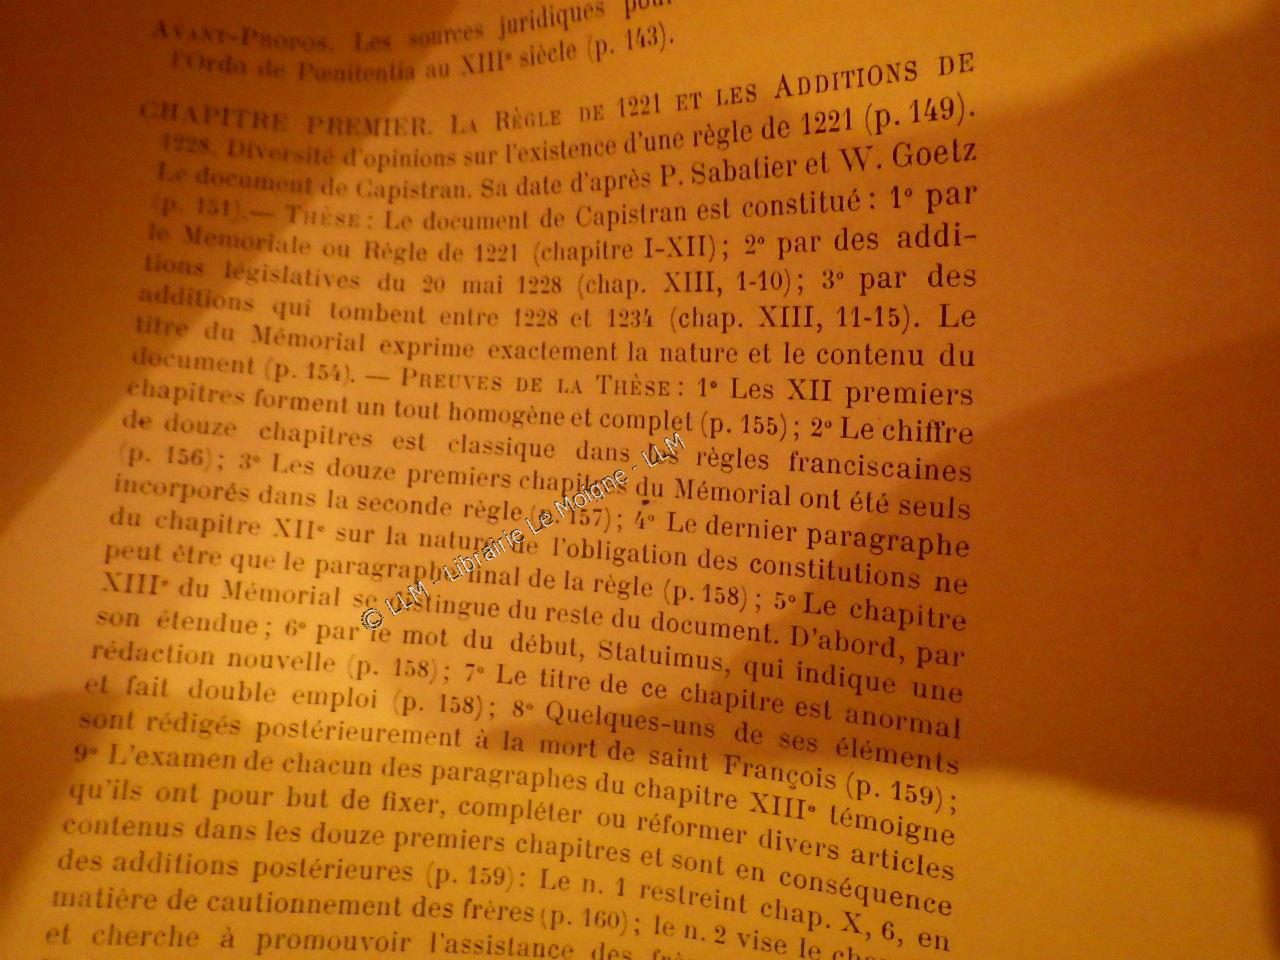 AVANT-PROPOS. Les sources juridiques pour
l'Ordo de Pœnitentia au XIIIe siècle (p. 143).
CHAPITRE PREMIER. LA RÈGLE DE 1221 ET LES ADDITIONS DE
1228. Diversité d'opinions sur l'existence d'une règle de 1221 (p. 149).
Le document de Capistran. Sa date d'après P. Sabatier et W. Goetz
(p. 151). — THÈSE : Le document de Capistran est constitué : 1° par
le Memoriale ou Règle de 1221 (chapitre I-XII) ; 2° par des addi-
tions législatives du 20 mai 1228 (chap. XIII, 1-10) ; 3° par des
additions qui tombent entre 1228 et 1234 (chap. XIII, 11-15). Le
titre du Mémorial exprime exactement la nature et le contenu du
document (p. 154). — PREUVES DE LA THÈSE : 1° Les XII premiers
chapitres forment un tout homogène et complet (p. 155) ; 2° Le chiffre
de douze chapitres est classique dans les règles franciscaines
(p. 156) ; 3° Les douze premiers chapitres du Mémorial ont été seuls
incorporés dans la seconde règle (p. 157) ; 4° Le dernier paragraphe
du chapitre XIIe sur la nature de l'obligation des constitutions ne
peut être que le paragraphe final de la règle (p. 158) ; 5° Le chapitre
XIIIe du Mémorial se distingue du reste du document. D'abord, par
son étendue ; 6° par le mot du début, Statuimus, qui indique une
rédaction nouvelle (p. 158) ; 7° Le titre de ce chapitre est anormal
et fait double emploi (p. 158) ; 8° Quelques-uns de ses éléments
sont rédigés postérieurement à la mort de saint François (p. 159) ;
9° L'examen de chacun des paragraphes du chapitre XIIIe témoigne
qu'ils ont pour but de fixer, compléter ou réformer divers articles
contenus dans les douze premiers chapitres et sont en conséquence
des additions postérieures (p. 159) : Le n. 1 restreint chap. X, 6, en
matière de cautionnement des frères (p. 160) ; le n. 2 vise le
et cherche à promouvoir l'assistance des
© LLM - Librairie Le Moigne - LLM